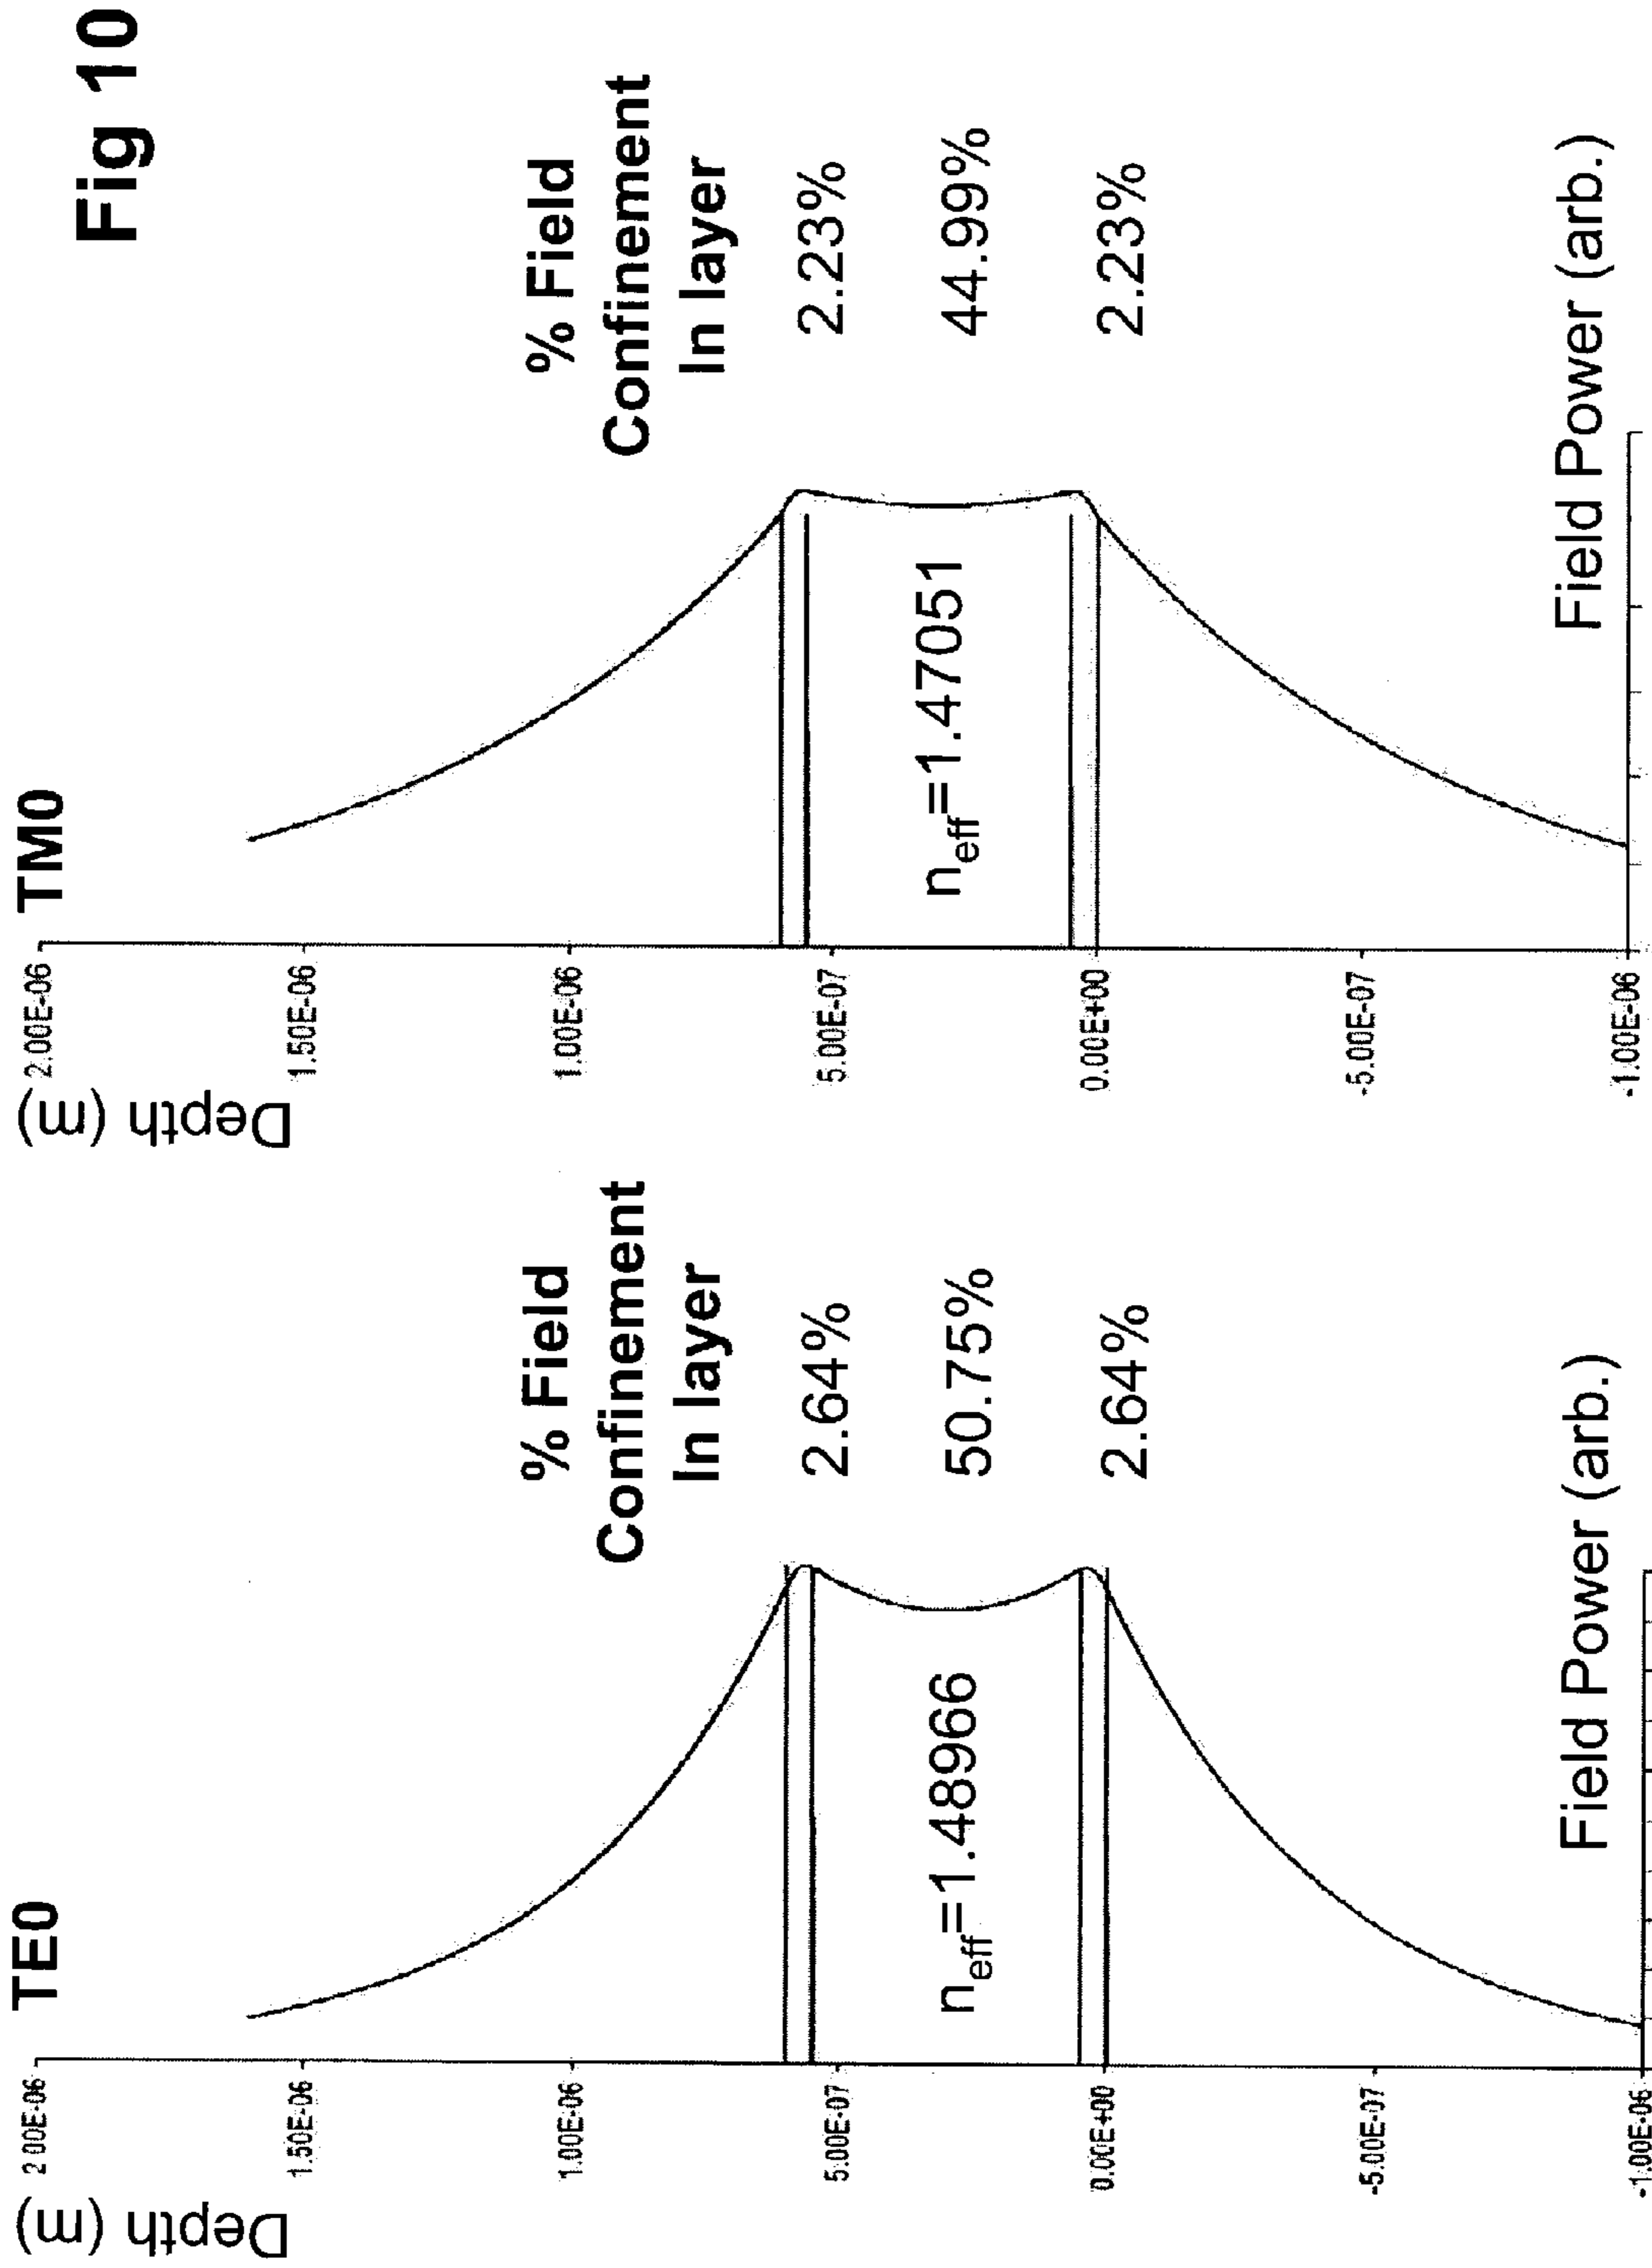 Fig 10
TE0
Depth (m)
2.00E-06
1.50E-06
1.00E-06
5.00E-07
0.00E+00
-5.00E-07
-1.00E-06
n_eff=1.48966
% Field
Confinement
In layer
2.64%
50.75%
2.64%
Field Power (arb.)
TM0
Depth (m)
2.00E-06
1.50E-06
1.00E-06
5.00E-07
0.00E+00
-5.00E-07
-1.00E-06
n_eff=1.47051
% Field
Confinement
In layer
2.23%
44.99%
2.23%
Field Power (arb.)